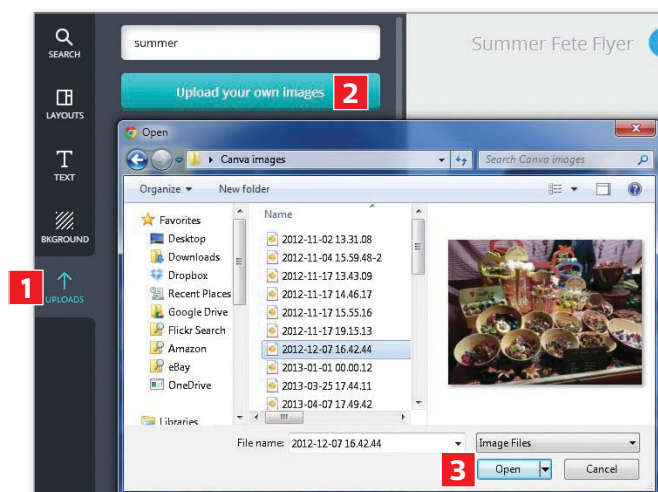 SEARCH
LAYOUTS
TEXT
BKGROUND
1
UPLOADS
summer
Upload your own images 2
Summer Fete Flyer
Open
Canva images
Search Canva images
Organize
New folder
Favorites
Desktop
Downloads
Dropbox
Recent Places
Google Drive
Flickr Search
Amazon
eBay
OneDrive
Libraries
Name
2012-11-02 13.31.08
2012-11-04 15.59.48-2
2012-11-17 13.43.09
2012-11-17 14.46.17
2012-11-17 15.55.16
2012-11-17 19.15.13
2012-12-07 16.42.44
2013-01-01 00.00.12
2013-03-25 17.44.11
2013-04-07 17.49.42
File name: 2012-12-07 16.42.44
Image Files
3 Open
Cancel